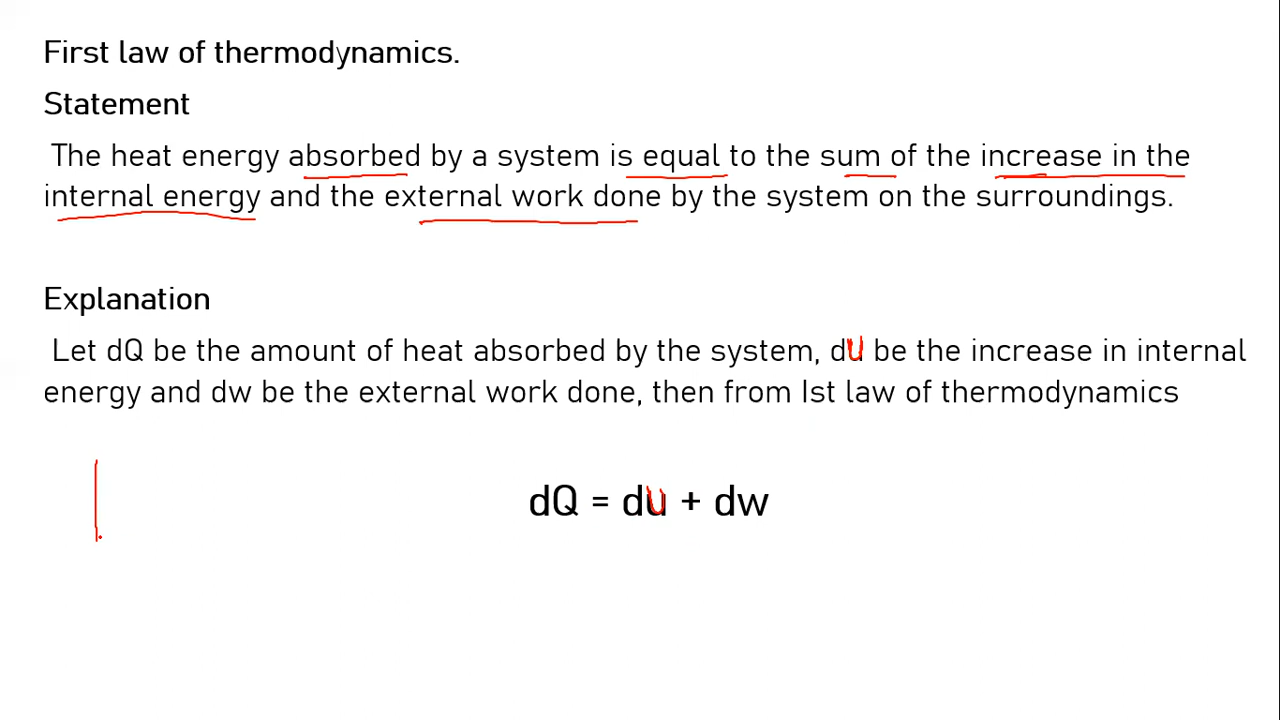 First law of thermodynamics.
Statement
The heat energy absorbed by a system is equal to the sum of the increase in the
internal energy and the external work done by the system on the surroundings.
Explanation
Let dQ be the amount of heat absorbed by the system, dU be the increase in internal
energy and dw be the external work done, then from Ist law of thermodynamics
dQ = dU + dw